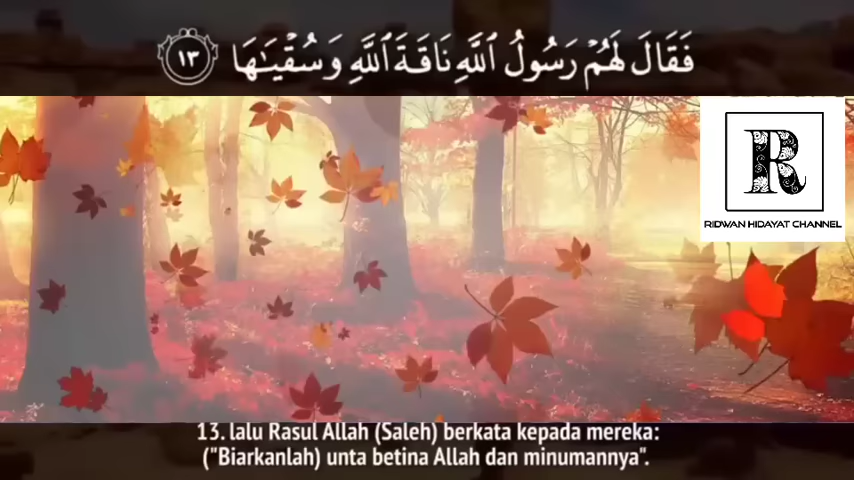 فَقَالَ لَهُمْ رَسُولُ ٱللَّهِ نَاقَةَ ٱللَّهِ وَسُقْيَـٰهَا ١٣
R
RIDWAN HIDAYAT CHANNEL
13. lalu Rasul Allah (Saleh) berkata kepada mereka:
("Biarkanlah) unta betina Allah dan minumannya".